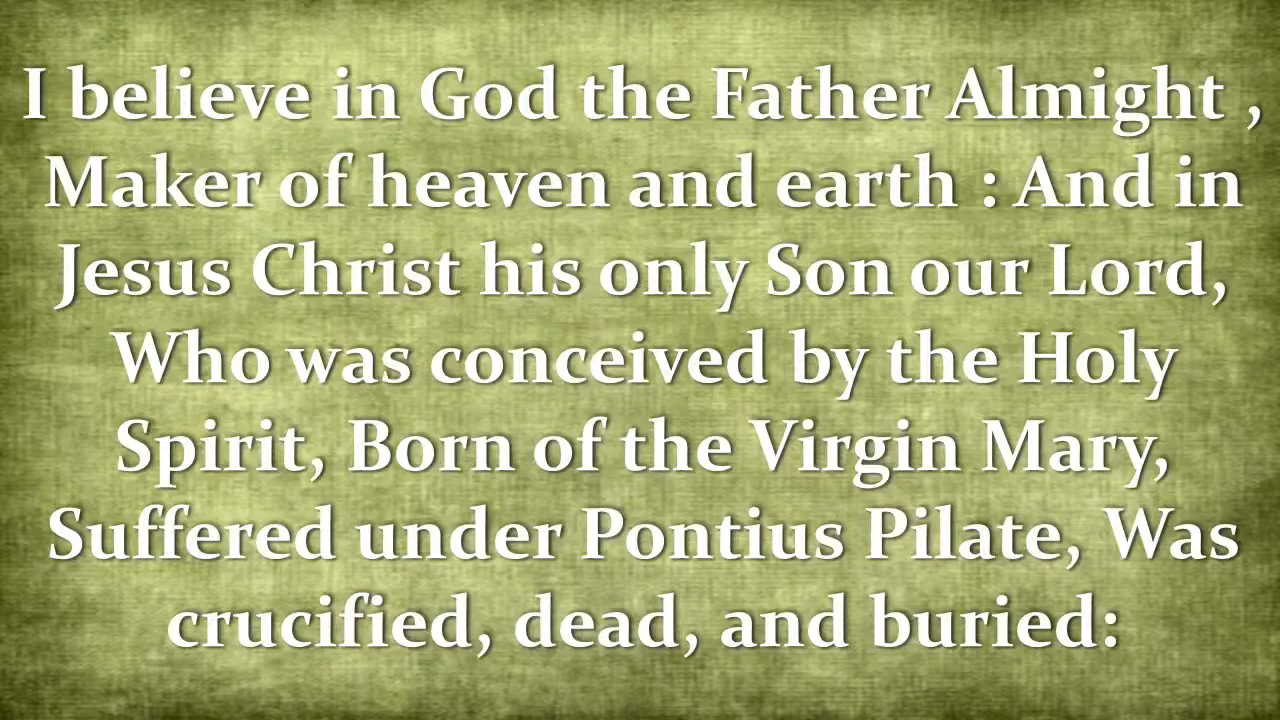 I believe in God the Father Almight ,
Maker of heaven and earth : And in
Jesus Christ his only Son our Lord,
Who was conceived by the Holy
Spirit, Born of the Virgin Mary,
Suffered under Pontius Pilate, Was
crucified, dead, and buried: